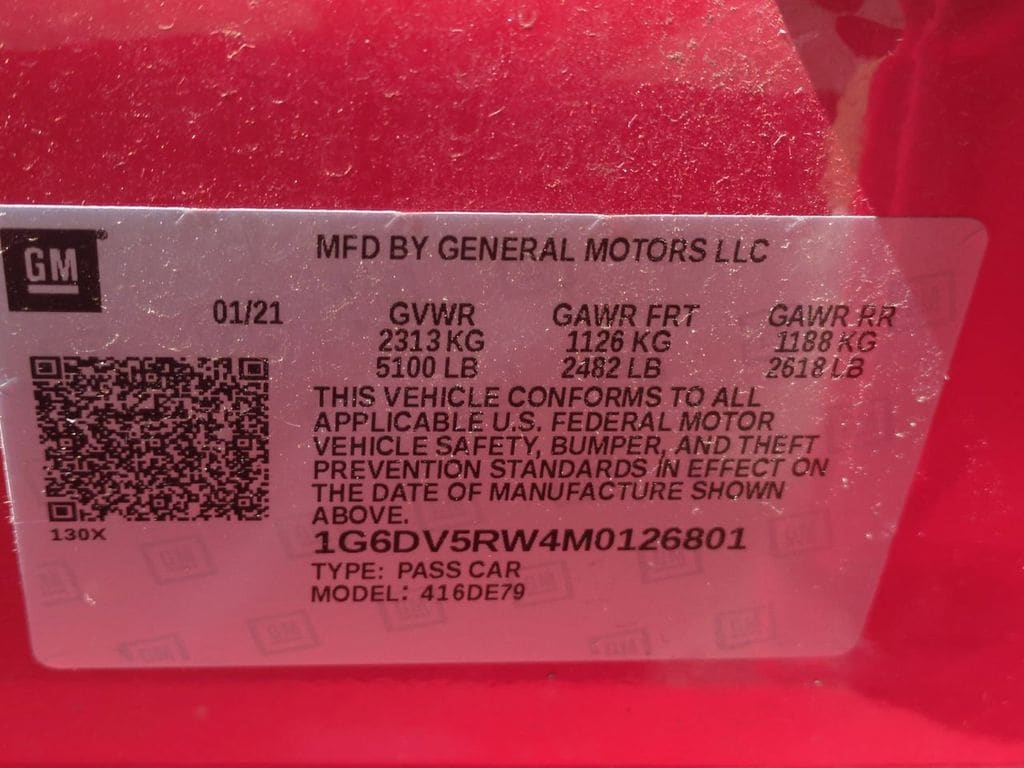 GM
MFD BY GENERAL MOTORS LLC
01/21
GVWR GAWR FRT GAWR RR
2313 KG 1126 KG 1188 KG
5100 LB 2482 LB 2618 LB
THIS VEHICLE CONFORMS TO ALL
APPLICABLE U.S. FEDERAL MOTOR
VEHICLE SAFETY, BUMPER, AND THEFT
PREVENTION STANDARDS IN EFFECT ON
THE DATE OF MANUFACTURE SHOWN
ABOVE.
130X
1G6DV5RW4M0126801
TYPE: PASS CAR
MODEL: 416DE79